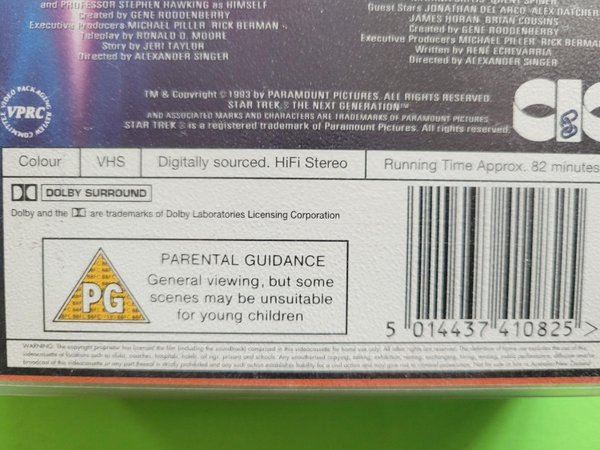 and PROFESSOR STEPHEN HAWKING as HIMSELF
Created by GENE RODDENBERRY
Executive Producers MICHAEL PILLER RICK BERMAN
Teleplay by RONALD D. MOORE
Story by JERI TAYLOR
Directed by ALEXANDER SINGER
Guest Stars JONATHAN DEL ARCO ALEX DATCHER
JAMES HORAN BRIAN COUSINS
Created by GENE RODDENBERRY
Executive Producers MICHAEL PILLER RICK BERMAN
Written by RENÉ ECHEVARRIA
Directed by ALEXANDER SINGER
TM & Copyright © 1993 by PARAMOUNT PICTURES. ALL RIGHTS RESERVED.
STAR TREK ® THE NEXT GENERATION™
AND ASSOCIATED MARKS AND CHARACTERS ARE TRADEMARKS OF PARAMOUNT PICTURES
STAR TREK ® is a registered trademark of Paramount Pictures. All rights reserved.
VIDEO PACKAGING REVIEW COMMITTEE
VPRC
CIC
Colour VHS Digitally sourced. HiFi Stereo Running Time Approx. 82 minutes
DOLBY SURROUND
Dolby and the are trademarks of Dolby Laboratories Licensing Corporation
PG
PARENTAL GUIDANCE
General viewing, but some
scenes may be unsuitable
for young children
5 014437 410825 >